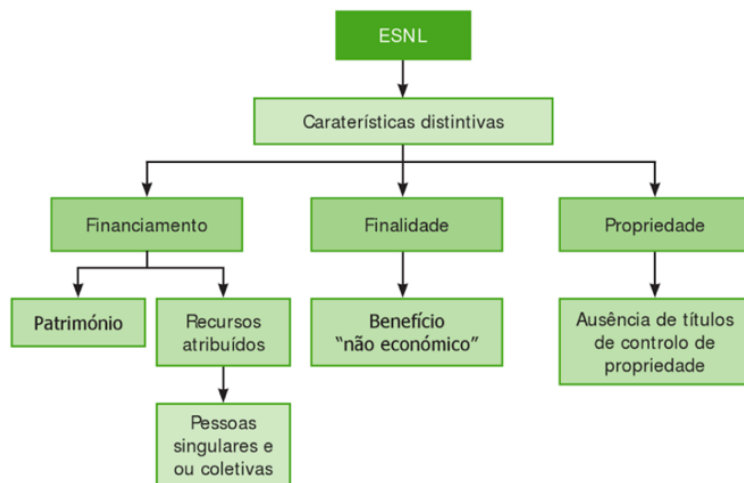 ESNL
Caraterísticas distintivas
Financiamento
Finalidade
Propriedade
Património
Recursos
atribuídos
Benefício
“não económico”
Ausência de títulos
de controlo de
propriedade
Pessoas
singulares e
ou coletivas